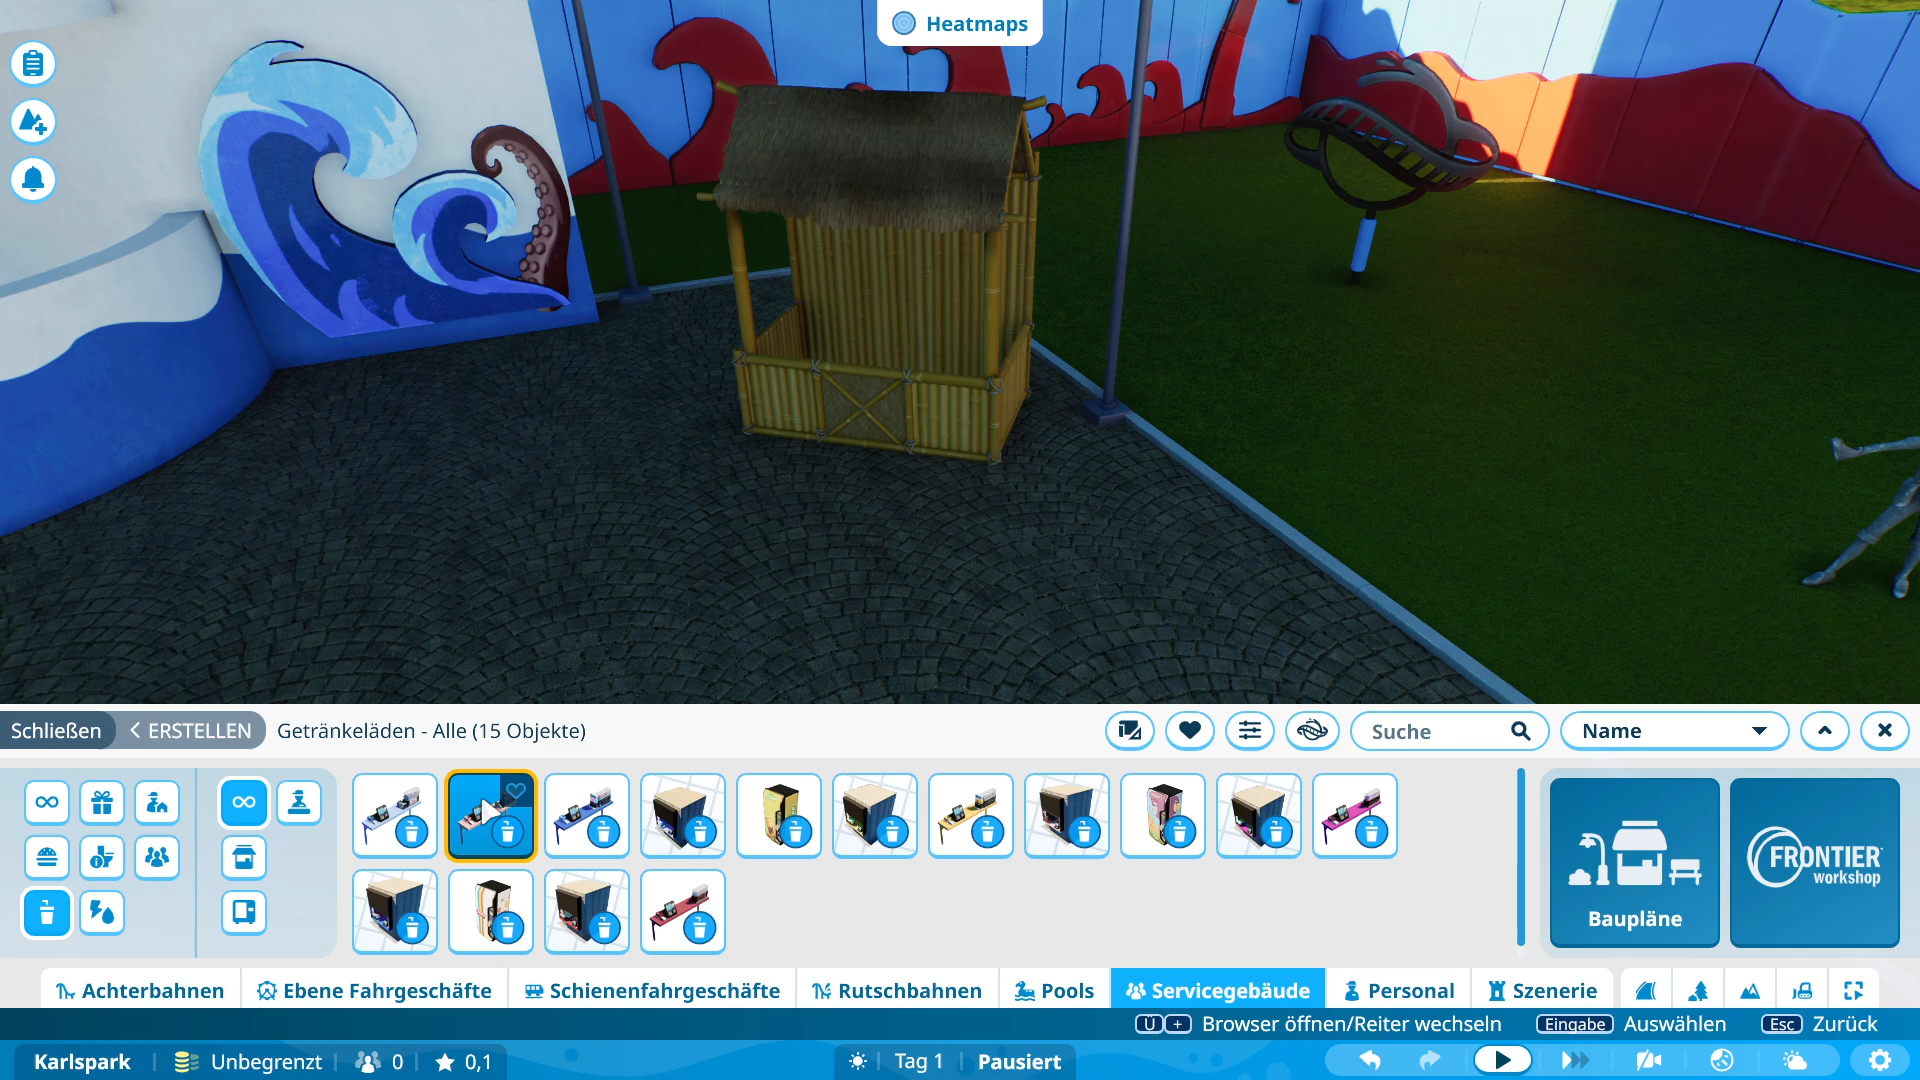 Heatmaps
Schließen
ERSTELLEN
Getränkeläden - Alle (15 Objekte)
Suche
Name
Baupläne
FRONTIER
workshop
Achterbahnen
Ebene Fahrgeschäfte
Schienenfahrgeschäfte
Rutschbahnen
Pools
Servicegebäude
Personal
Szenerie
Ü + Browser öffnen/Reiter wechseln
Eingabe Auswählen
Esc Zurück
Karlspark
Unbegrenzt
0
0,1
Tag 1
Pausiert